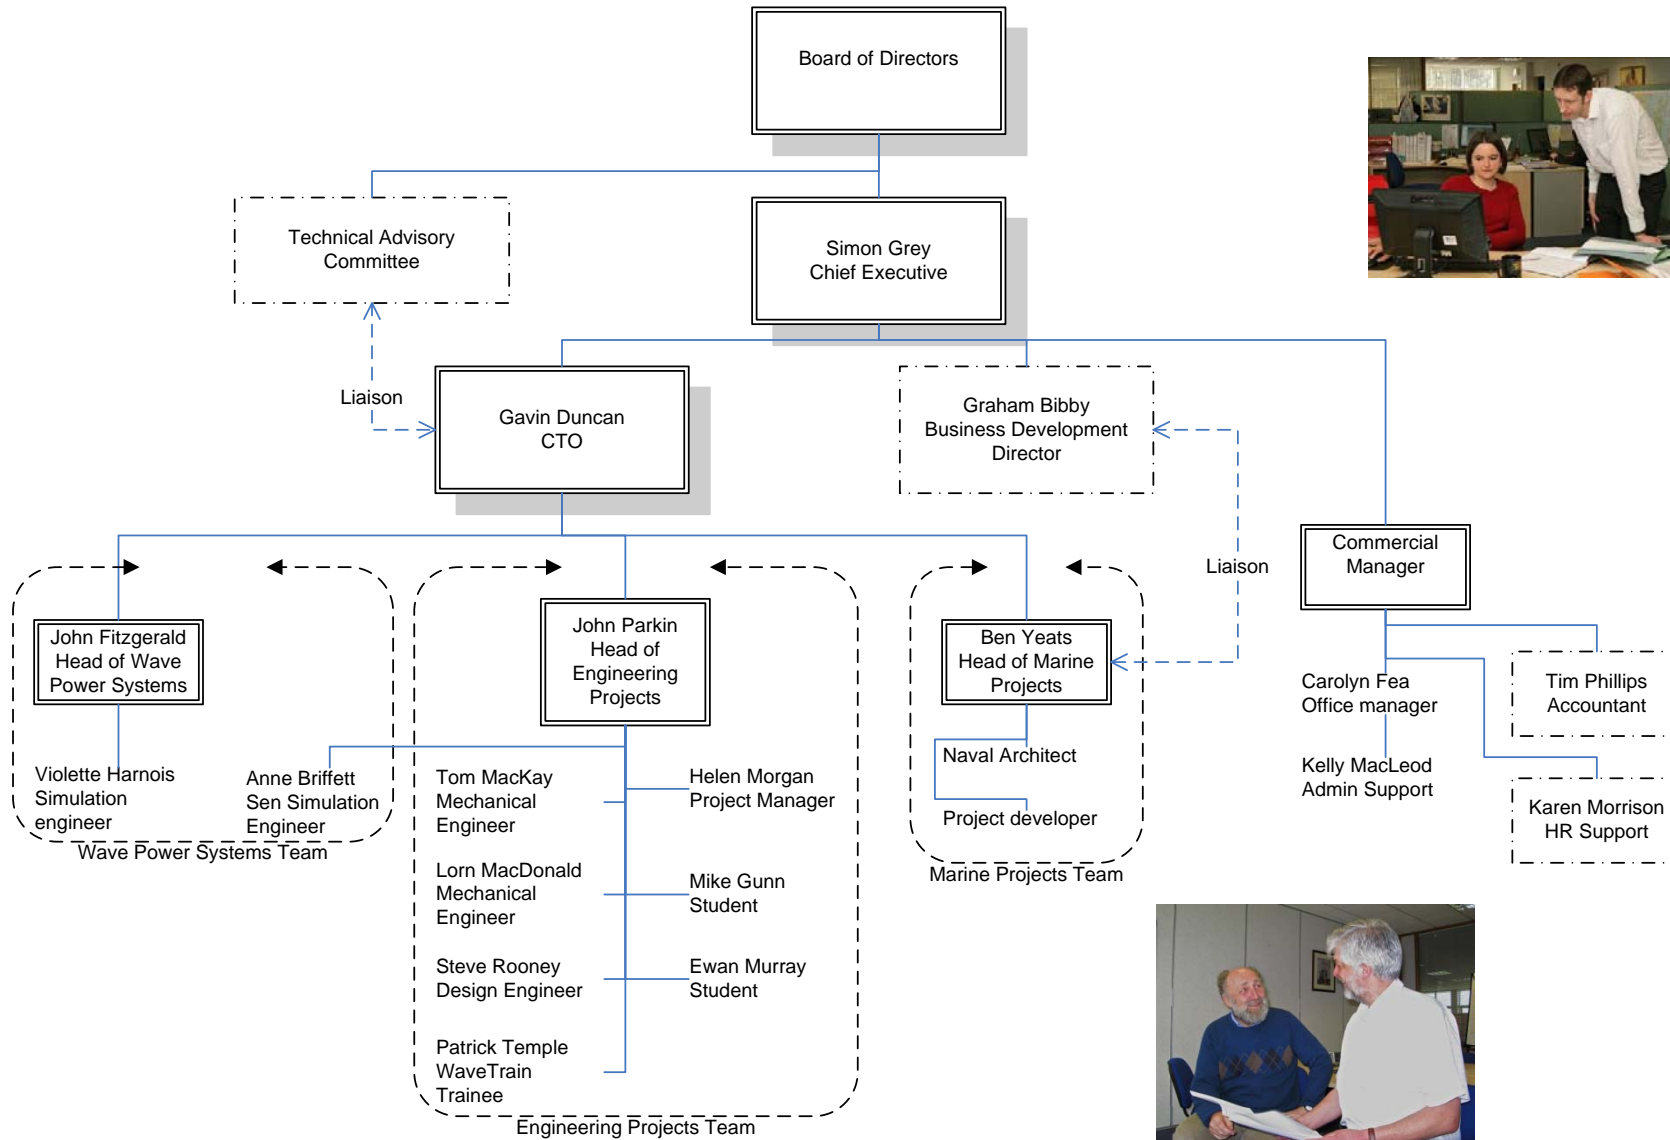 Board of Directors
Technical Advisory
Committee
Simon Grey
Chief Executive
Liaison
Gavin Duncan
CTO
Graham Bibby
Business Development
Director
Liaison
Commercial
Manager
John Fitzgerald
Head of Wave
Power Systems
John Parkin
Head of
Engineering
Projects
Ben Yeats
Head of Marine
Projects
Carolyn Fea
Office manager
Tim Phillips
Accountant
Violette Harnois
Simulation
engineer
Anne Briffett
Sen Simulation
Engineer
Wave Power Systems Team
Tom MacKay
Mechanical
Engineer
Helen Morgan
Project Manager
Naval Architect
Project developer
Marine Projects Team
Kelly MacLeod
Admin Support
Karen Morrison
HR Support
Lorn MacDonald
Mechanical
Engineer
Mike Gunn
Student
Steve Rooney
Design Engineer
Ewan Murray
Student
Patrick Temple
WaveTrain
Trainee
Engineering Projects Team